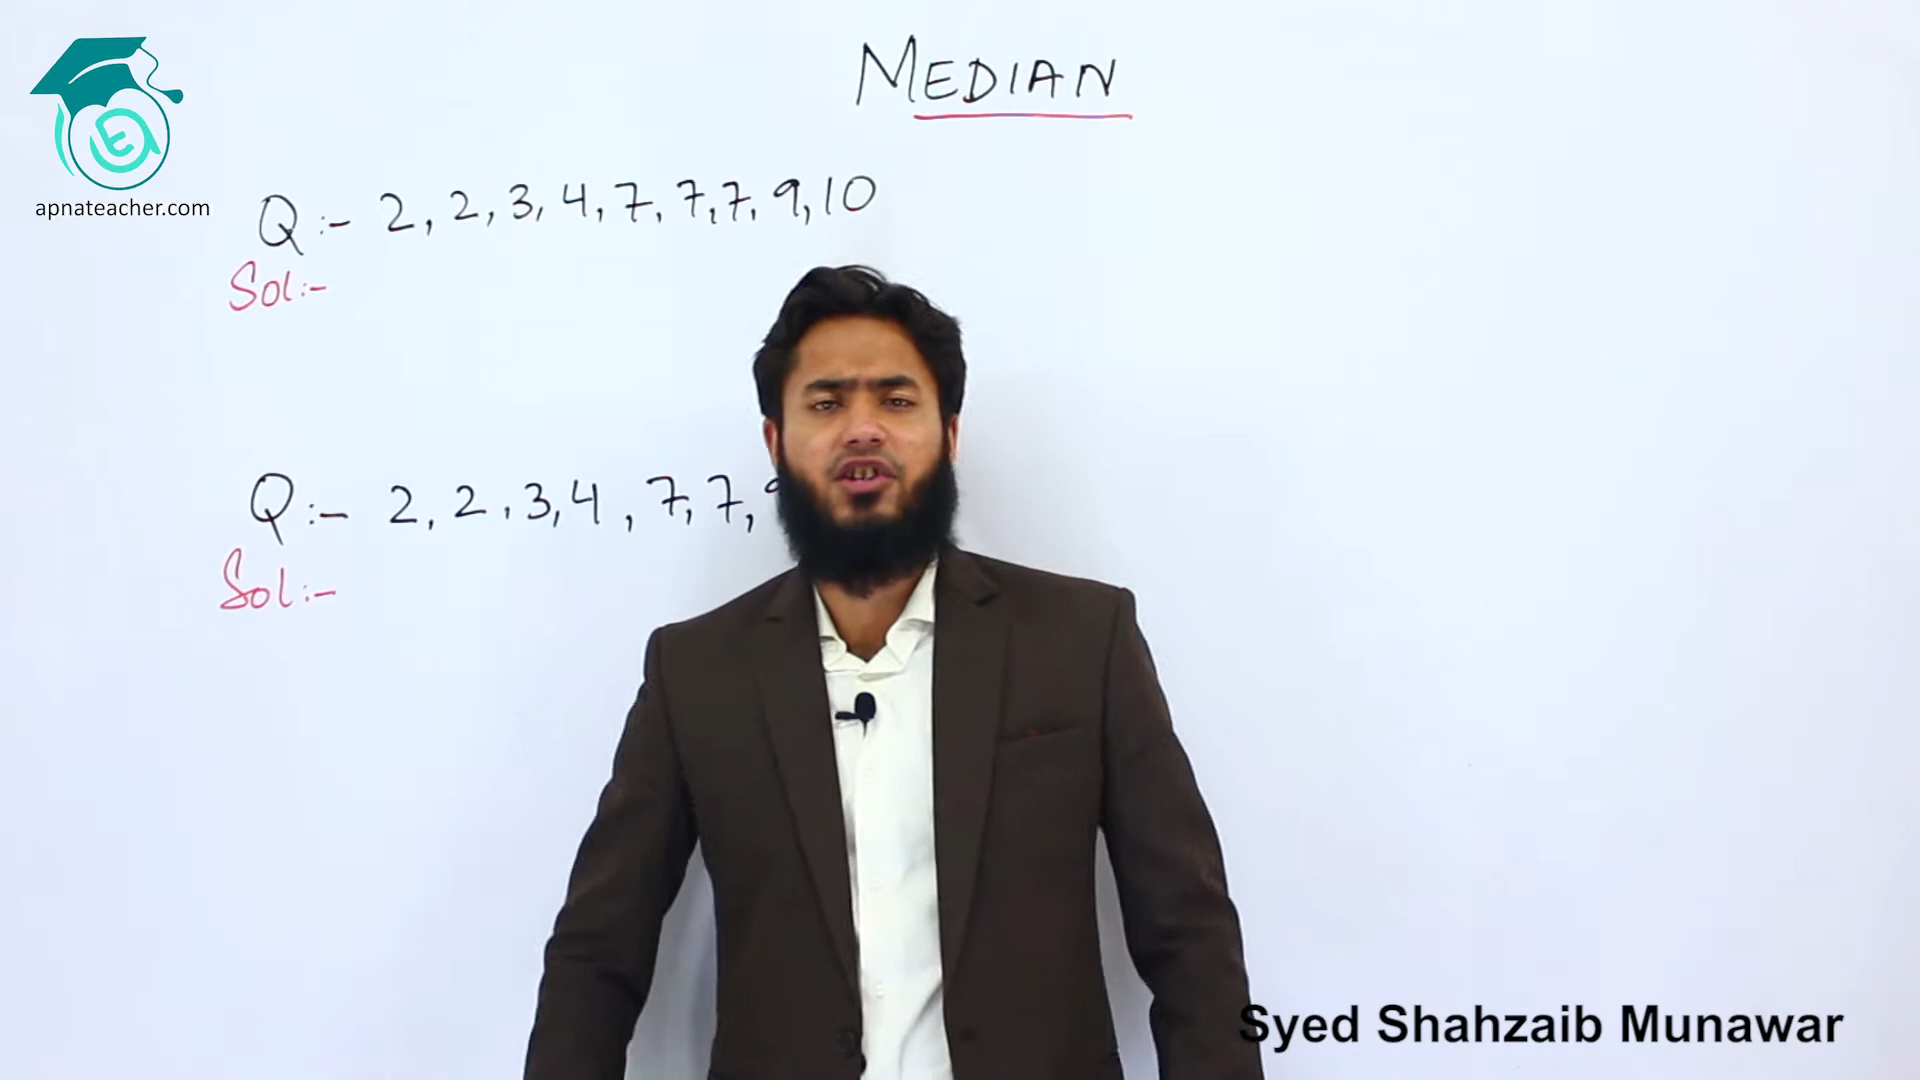 MEDIAN
apnateacher.com
Q:- 2, 2, 3, 4, 7, 7, 7, 9, 10
Sol:-
Q:- 2, 2, 3, 4, 7, 7,
Sol:-
Syed Shahzaib Munawar